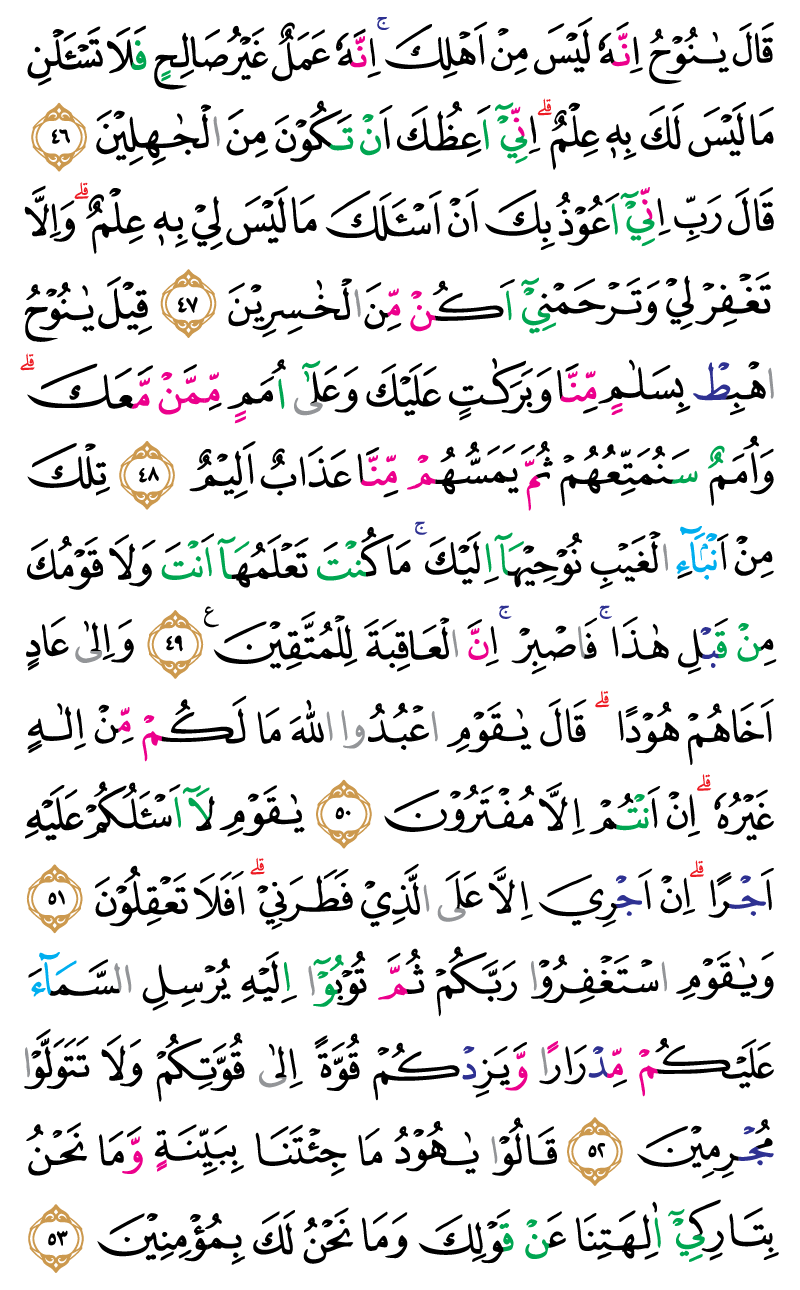 قَالَ يٰنُوْحُ اِنَّهٗ لَيْسَ مِنْ اَهْلِكَ ۚ اِنَّهٗ عَمَلٌ غَيْرُ صَالِحٍ فَلَا تَسْـَٔلْنِ
مَا لَيْسَ لَكَ بِهٖ عِلْمٌ ۗ اِنِّيْٓ اَعِظُكَ اَنْ تَكُوْنَ مِنَ الْجٰهِلِيْنَ ٤٦
قَالَ رَبِّ اِنِّيْٓ اَعُوْذُ بِكَ اَنْ اَسْـَٔلَكَ مَا لَيْسَ لِيْ بِهٖ عِلْمٌ ۗ وَاِلَّا
تَغْفِرْ لِيْ وَتَرْحَمْنِيْٓ اَكُنْ مِّنَ الْخٰسِرِيْنَ ٤٧ قِيْلَ يٰنُوْحُ
اهْبِطْ بِسَلٰمٍ مِّنَّا وَبَرَكٰتٍ عَلَيْكَ وَعَلٰٓى اُمَمٍ مِّمَّنْ مَّعَكَ ۗ
وَاُمَمٌ سَنُمَتِّعُهُمْ ثُمَّ يَمَسُّهُمْ مِّنَّا عَذَابٌ اَلِيْمٌ ٤٨ تِلْكَ
مِنْ اَنْۢبَاۤءِ الْغَيْبِ نُوْحِيْهَآ اِلَيْكَ ۚ مَا كُنْتَ تَعْلَمُهَآ اَنْتَ وَلَا قَوْمُكَ
مِنْ قَبْلِ هٰذَا ۚ فَاصْبِرْ ۚ اِنَّ الْعَاقِبَةَ لِلْمُتَّقِيْنَ ࣖ ٤٩ وَاِلٰى عَادٍ
اَخَاهُمْ هُوْدًا ۗ قَالَ يٰقَوْمِ اعْبُدُوا اللهَ مَا لَكُمْ مِّنْ اِلٰهٍ
غَيْرُهٗ ۗ اِنْ اَنْتُمْ اِلَّا مُفْتَرُوْنَ ٥٠ يٰقَوْمِ لَآ اَسْـَٔلُكُمْ عَلَيْهِ
اَجْرًا ۗ اِنْ اَجْرِيَ اِلَّا عَلَى الَّذِيْ فَطَرَنِيْ ۗ اَفَلَا تَعْقِلُوْنَ ٥١
وَيٰقَوْمِ اسْتَغْفِرُوْا رَبَّكُمْ ثُمَّ تُوْبُوْٓا اِلَيْهِ يُرْسِلِ السَّمَاۤءَ
عَلَيْكُمْ مِّدْرَارًا وَّيَزِدْكُمْ قُوَّةً اِلٰى قُوَّتِكُمْ وَلَا تَتَوَلَّوْا
مُجْرِمِيْنَ ٥٢ قَالُوْا يٰهُوْدُ مَا جِئْتَنَا بِبَيِّنَةٍ وَّمَا نَحْنُ
بِتَارِكِيْٓ اٰلِهَتِنَا عَنْ قَوْلِكَ وَمَا نَحْنُ لَكَ بِمُؤْمِنِيْنَ ٥٣